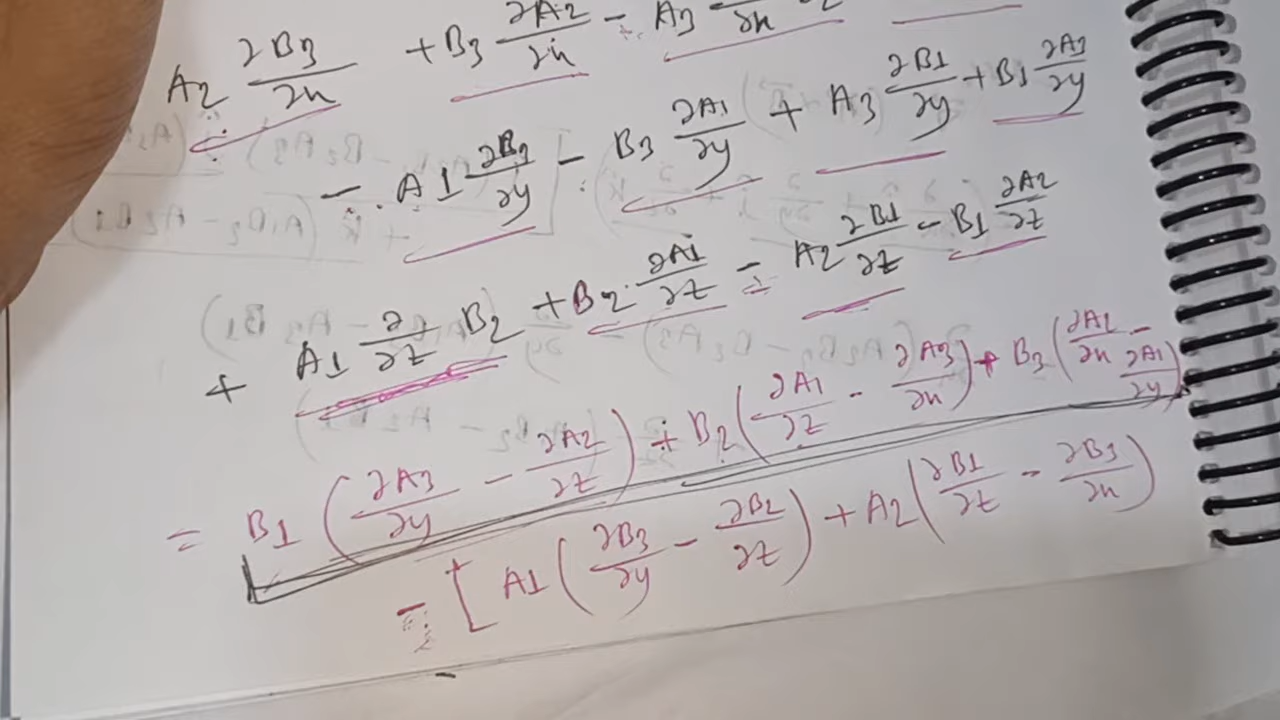 A2 ∂B3/∂x + B3 ∂A2/∂x - A3
- A1 ∂B3/∂y - B3 ∂A1/∂y + A3 ∂B1/∂y + B1 ∂A3/∂y
+ A1 ∂/∂z B2 + B2 ∂A1/∂z - A2 ∂B1/∂z - B1 ∂A2/∂z
= B1 (∂A3/∂y - ∂A2/∂z) + B2 (∂A1/∂z - ∂A3/∂x) + B3 (∂A2/∂x - ∂A1/∂y)
- [A1 (∂B3/∂y - ∂B2/∂z) + A2 (∂B1/∂z - ∂B3/∂x)